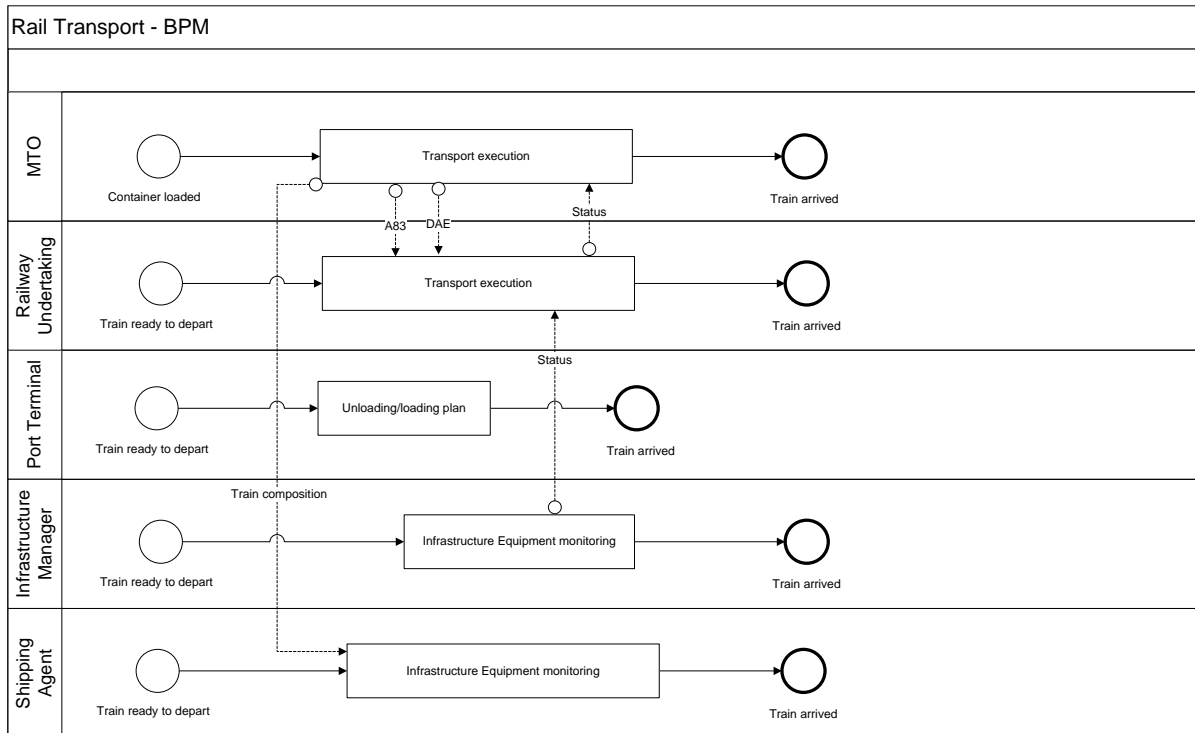 Rail Transport - BPM
MTO
Container loaded
Transport execution
Train arrived
A83
DAE
Status
Railway
Undertaking
Train ready to depart
Transport execution
Train arrived
Status
Port Terminal
Train ready to depart
Unloading/loading plan
Train arrived
Train composition
Infrastructure
Manager
Train ready to depart
Infrastructure Equipment monitoring
Train arrived
Shipping
Agent
Train ready to depart
Infrastructure Equipment monitoring
Train arrived